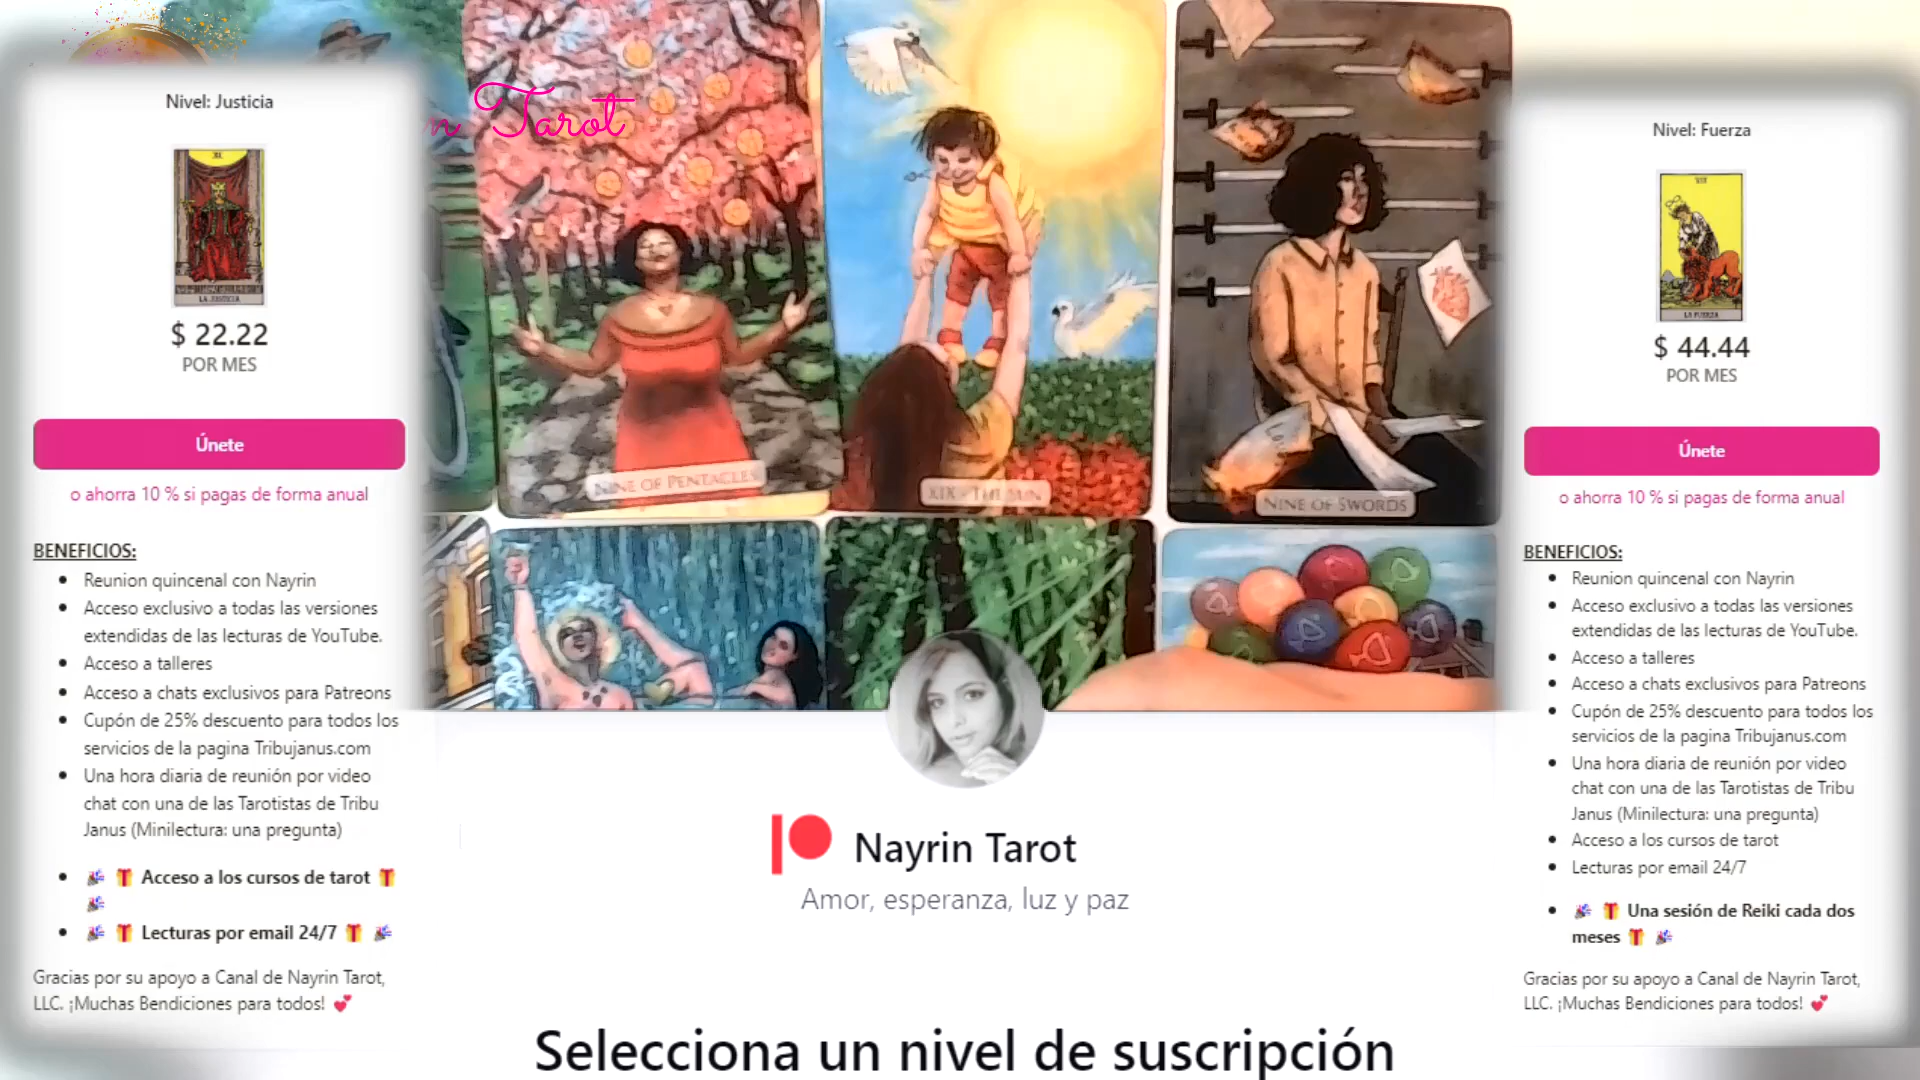 Nivel: Justicia
XI
LA JUSTICIA
$ 22.22
POR MES
Únete
o ahorra 10 % si pagas de forma anual
BENEFICIOS:
Reunion quincenal con Nayrin
Acceso exclusivo a todas las versiones
extendidas de las lecturas de YouTube.
Acceso a talleres
Acceso a chats exclusivos para Patreons
Cupón de 25% descuento para todos los
servicios de la pagina Tribujanus.com
Una hora diaria de reunión por video
chat con una de las Tarotistas de Tribu
Janus (Minilectura: una pregunta)
Acceso a los cursos de tarot
Lecturas por email 24/7
Gracias por su apoyo a Canal de Nayrin Tarot,
LLC. ¡Muchas Bendiciones para todos! 💕
n Tarot
NINE OF PENTACLES
XIX - THE SUN
NINE OF SWORDS
Nayrin Tarot
Amor, esperanza, luz y paz
Selecciona un nivel de suscripción
Nivel: Fuerza
LA FUERZA
$ 44.44
POR MES
Únete
o ahorra 10 % si pagas de forma anual
BENEFICIOS:
Reunion quincenal con Nayrin
Acceso exclusivo a todas las versiones
extendidas de las lecturas de YouTube.
Acceso a talleres
Acceso a chats exclusivos para Patreons
Cupón de 25% descuento para todos los
servicios de la pagina Tribujanus.com
Una hora diaria de reunión por video
chat con una de las Tarotistas de Tribu
Janus (Minilectura: una pregunta)
Acceso a los cursos de tarot
Lecturas por email 24/7
Una sesión de Reiki cada dos
meses
Gracias por su apoyo a Canal de Nayrin Tarot,
LLC. ¡Muchas Bendiciones para todos! 💕